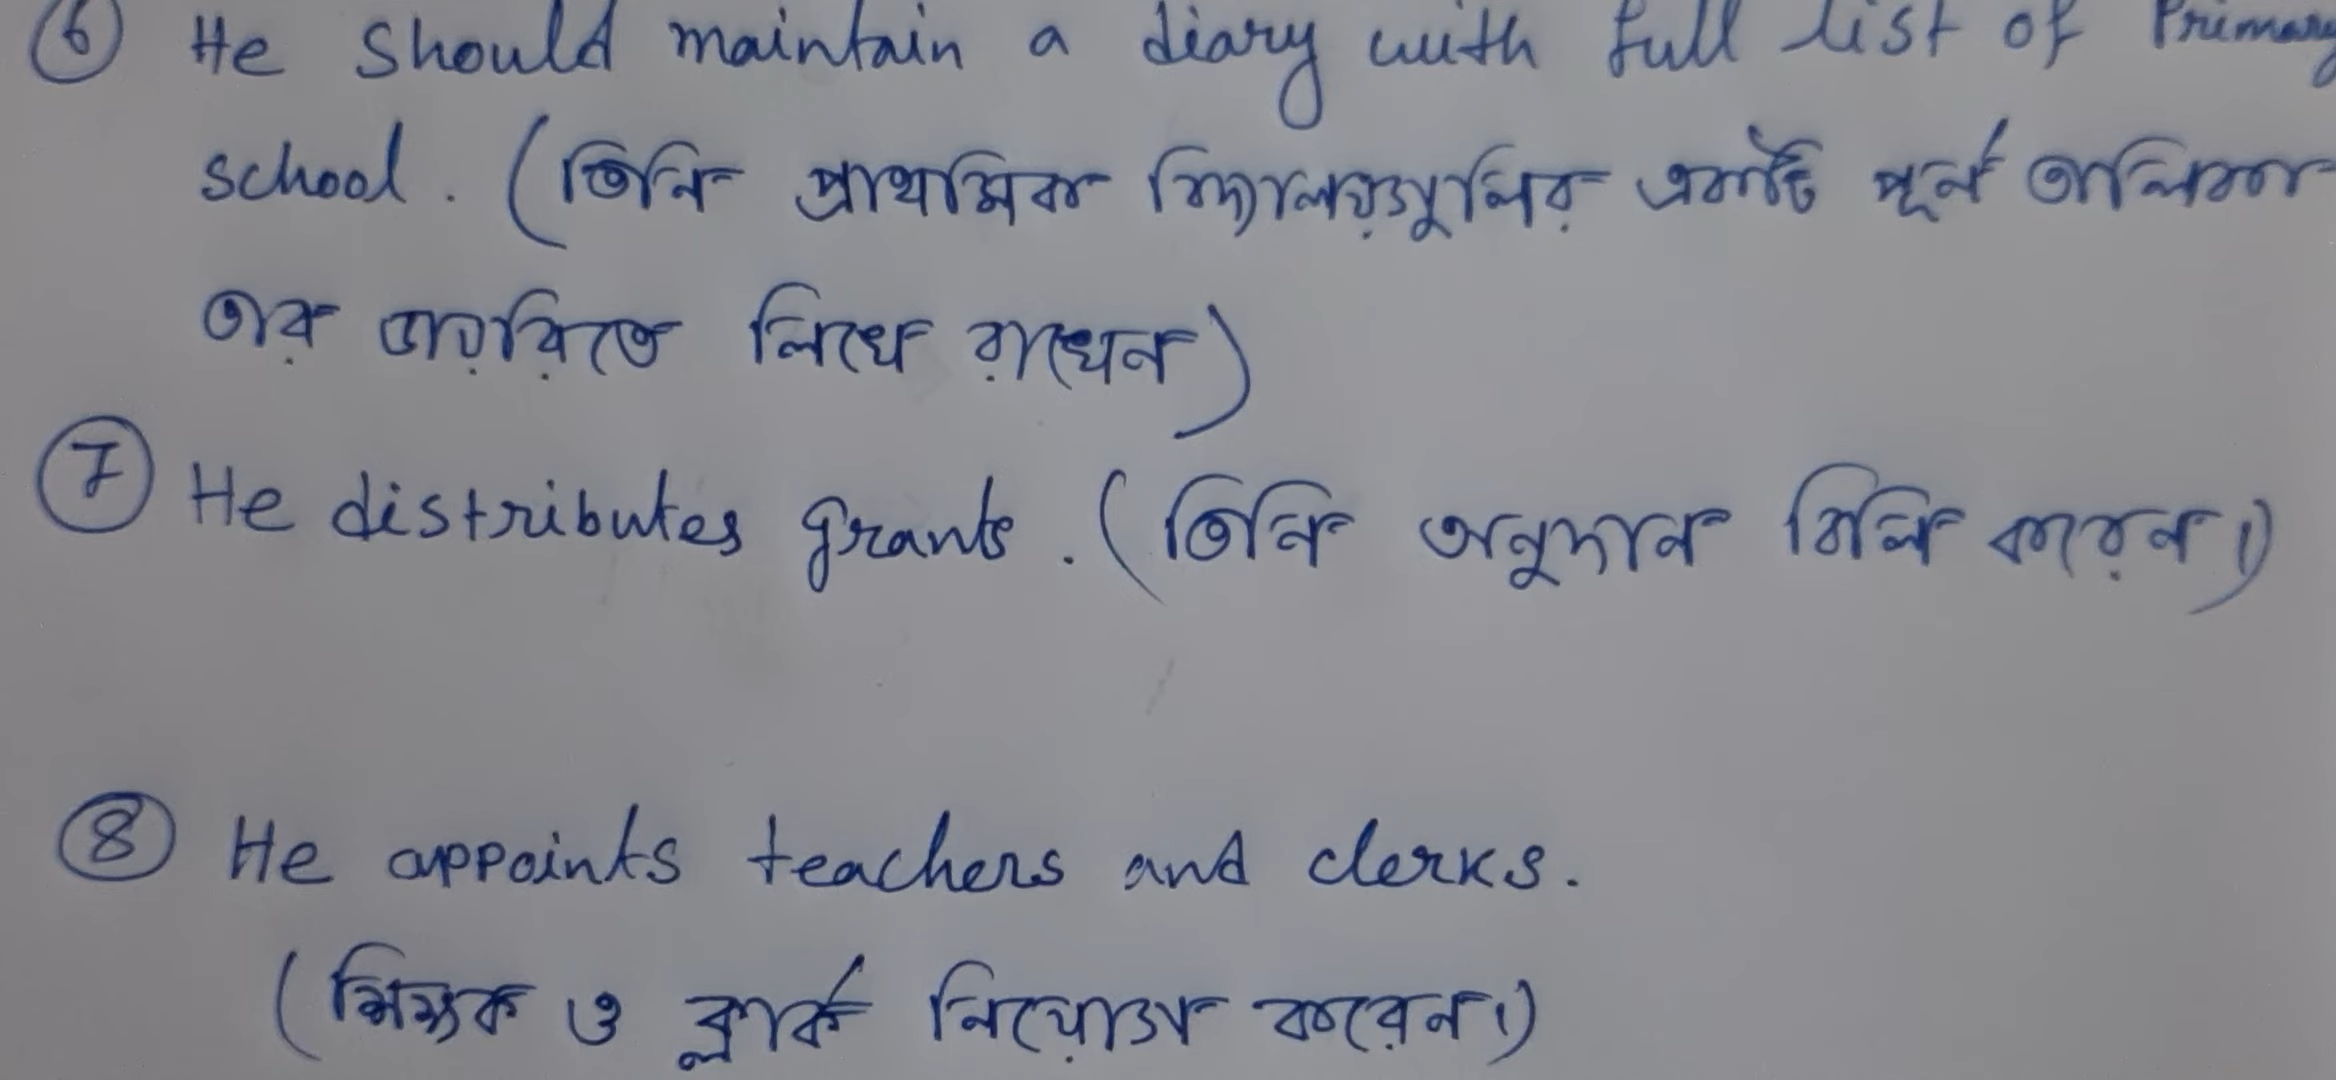 6 He should maintain a diary with full list of Primary
school. (তিনি প্রাথমিক বিদ্যালয়গুলির একটি পূর্ন তালিকা
তার ডায়রিতে লিখে রাখেন)
7 He distributes grants. (তিনি অনুদান বিলি করেন।)
8 He appoints teachers and clerks.
(শিক্ষক ও ক্লার্ক নিয়োগ করেন।)